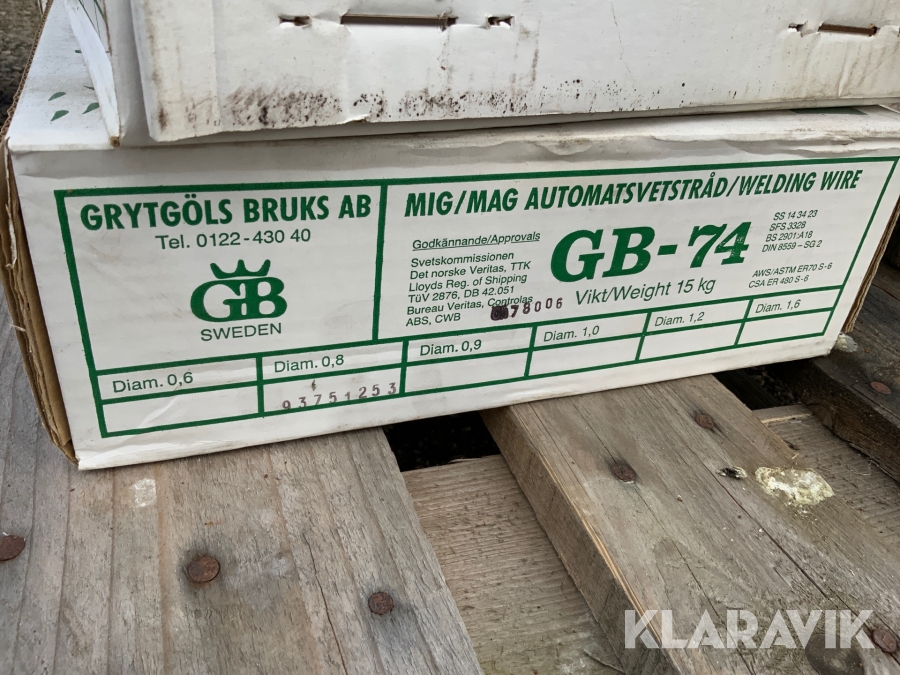 GRYTGÖLS BRUKS AB
Tel. 0122-430 40
GB
SWEDEN
MIG/MAG AUTOMATSVETSTRÅD/WELDING WIRE
Godkännande/Approvals
Svetskommissionen
Det norske Veritas, TTK
Lloyds Reg. of Shipping
TüV 2876, DB 42.051
Bureau Veritas, Controlas
ABS, CWB
GB-74
78006
Vikt/Weight 15 kg
SS 14 34 23
SFS 3328
BS 2901:A18
DIN 8559 – SG 2
AWS/ASTM ER70 S-6
CSA ER 480 S-6
Diam. 0,6
Diam. 0,8
Diam. 0,9
Diam. 1,0
Diam. 1,2
Diam. 1,6
93751253
KLARAVIK